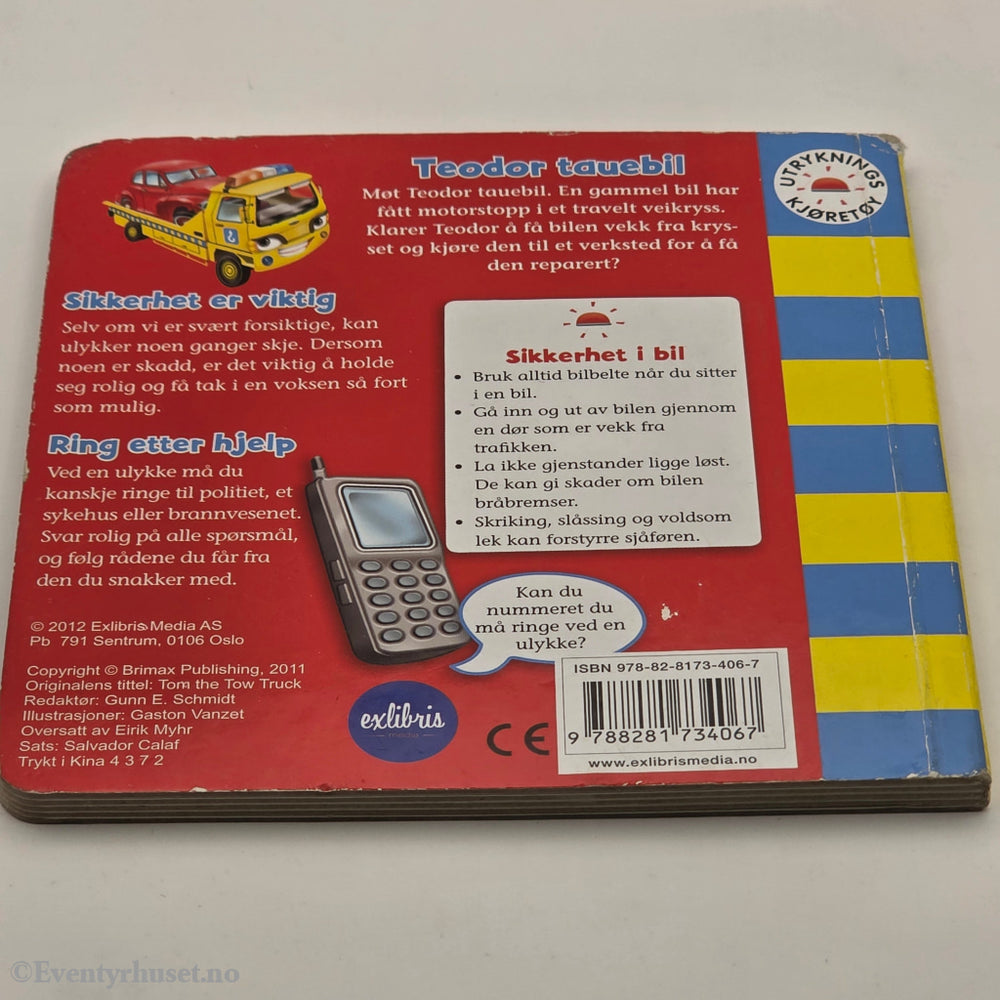 Teodor tauebil
Møt Teodor tauebil. En gammel bil har
fått motorstopp i et travelt veikryss.
Klarer Teodor å få bilen vekk fra krys-
set og kjøre den til et verksted for å få
den reparert?
UTRYKNINGS
KJØRETØY
Sikkerhet er viktig
Selv om vi er svært forsiktige, kan
ulykker noen ganger skje. Dersom
noen er skadd, er det viktig å holde
seg rolig og få tak i en voksen så fort
som mulig.
Ring etter hjelp
Ved en ulykke må du
kanskje ringe til politiet, et
sykehus eller brannvesenet.
Svar rolig på alle spørsmål,
og følg rådene du får fra
den du snakker med.
Sikkerhet i bil
• Bruk alltid bilbelte når du sitter
i en bil.
• Gå inn og ut av bilen gjennom
en dør som er vekk fra
trafikken.
• La ikke gjenstander ligge løst.
De kan gi skader om bilen
bråbremser.
• Skriking, slåssing og voldsom
lek kan forstyrre sjåføren.
Kan du
nummeret du
må ringe ved en
ulykke?
© 2012 Exlibris Media AS
Pb 791 Sentrum, 0106 Oslo
Copyright © Brimax Publishing, 2011
Originalens tittel: Tom the Tow Truck
Redaktør: Gunn E. Schmidt
Illustrasjoner: Gaston Vanzet
Oversatt av Eirik Myhr
Sats: Salvador Calaf
Trykt i Kina 4 3 7 2
exlibris
media
CE
ISBN 978-82-8173-406-7
9 788281 734067
www.exlibrismedia.no
©Eventyrhuset.no